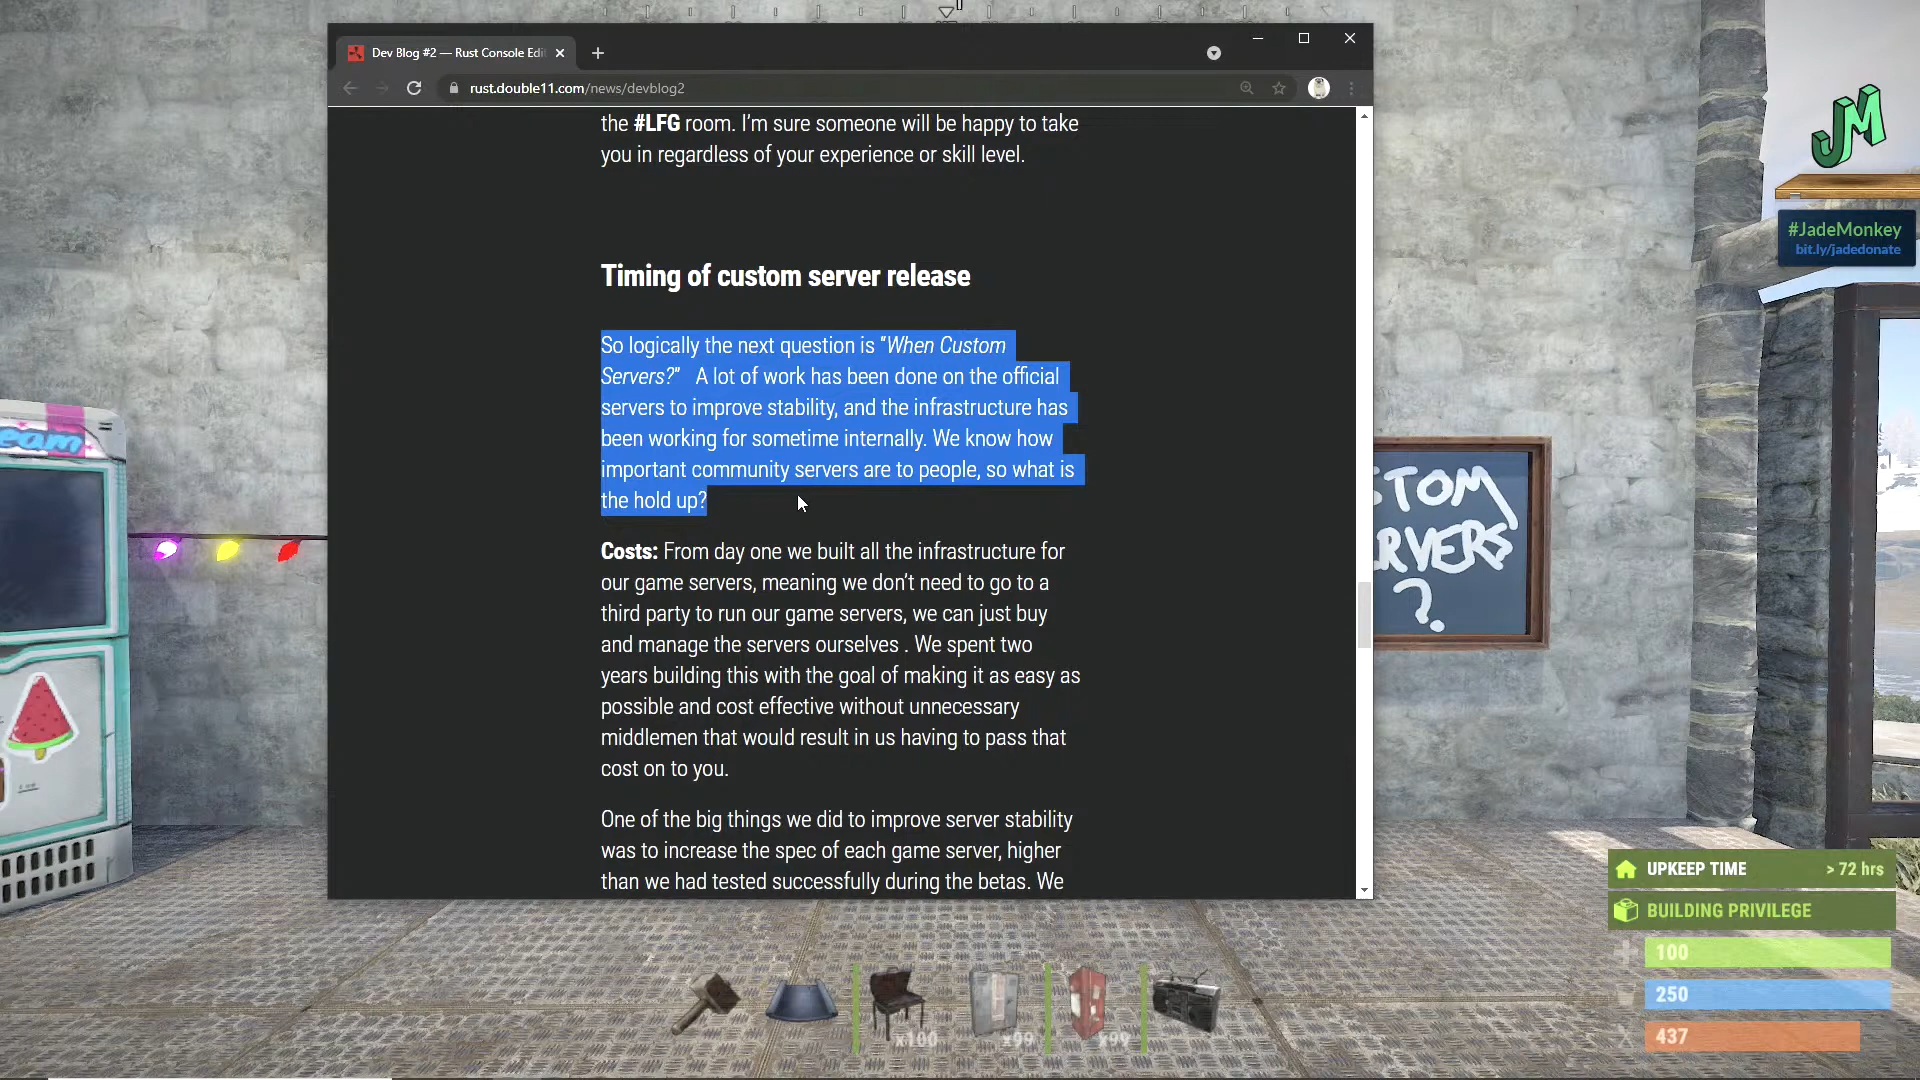 Dev Blog #2 — Rust Console Edi
rust.double11.com/news/devblog2
the #LFG room. I'm sure someone will be happy to take
you in regardless of your experience or skill level.
Timing of custom server release
So logically the next question is "When Custom
Servers?" A lot of work has been done on the official
servers to improve stability, and the infrastructure has
been working for sometime internally. We know how
important community servers are to people, so what is
the hold up?
Costs: From day one we built all the infrastructure for
our game servers, meaning we don't need to go to a
third party to run our game servers, we can just buy
and manage the servers ourselves . We spent two
years building this with the goal of making it as easy as
possible and cost effective without unnecessary
middlemen that would result in us having to pass that
cost on to you.
One of the big things we did to improve server stability
was to increase the spec of each game server, higher
than we had tested successfully during the betas. We
JM
#JadeMonkey
bit.ly/jadedonate
eam
STOM
RVERS
?
UPKEEP TIME > 72 hrs
BUILDING PRIVILEGE
100
250
437
x100
x99
x99